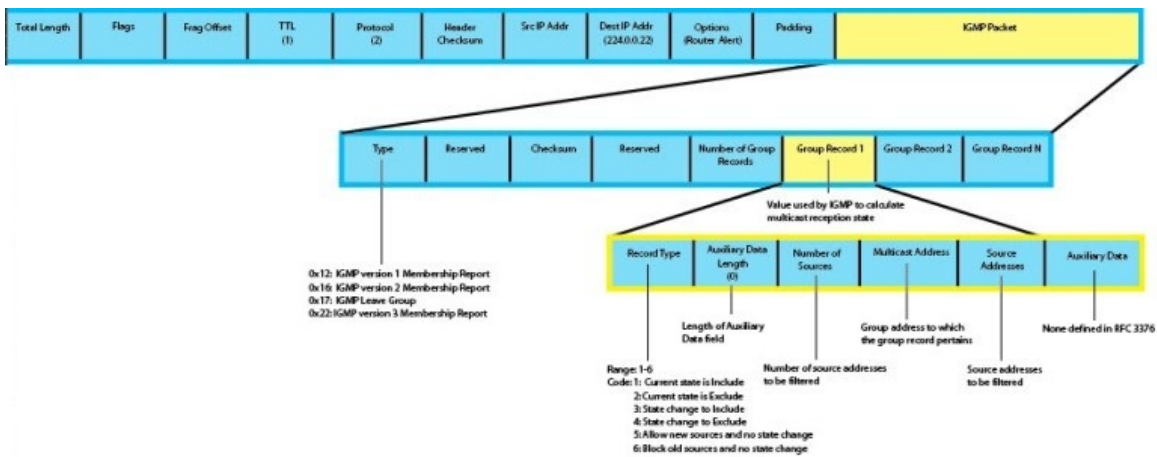 Total Length
Flags
Frag Offset
TTL
(1)
Protocol
(2)
Header
Checksum
Src IP Addr
Dest IP Addr
(224.0.0.22)
Options
(Router Alert)
Padding
IGMP Packet
Type
Reserved
Checksum
Reserved
Number of Group
Records
Group Record 1
Group Record 2
Group Record N
Value used by IGMP to calculate
multicast reception state
Record Type
Auxiliary Data
Length
(0)
Number of
Sources
Multicast Address
Source
Addresses
Auxiliary Data
0x12: IGMP version 1 Membership Report
0x16: IGMP version 2 Membership Report
0x17: IGMP Leave Group
0x22: IGMP version 3 Membership Report
Length of Auxiliary
Data field
Group address to which
the group record pertains
None defined in RFC 3376
Range: 1-6
Code: 1: Current state is Include
2: Current state is Exclude
3: State change to Include
4: State change to Exclude
5: Allow new sources and no state change
6: Block old sources and no state change
Number of source addresses
to be filtered
Source addresses
to be filtered